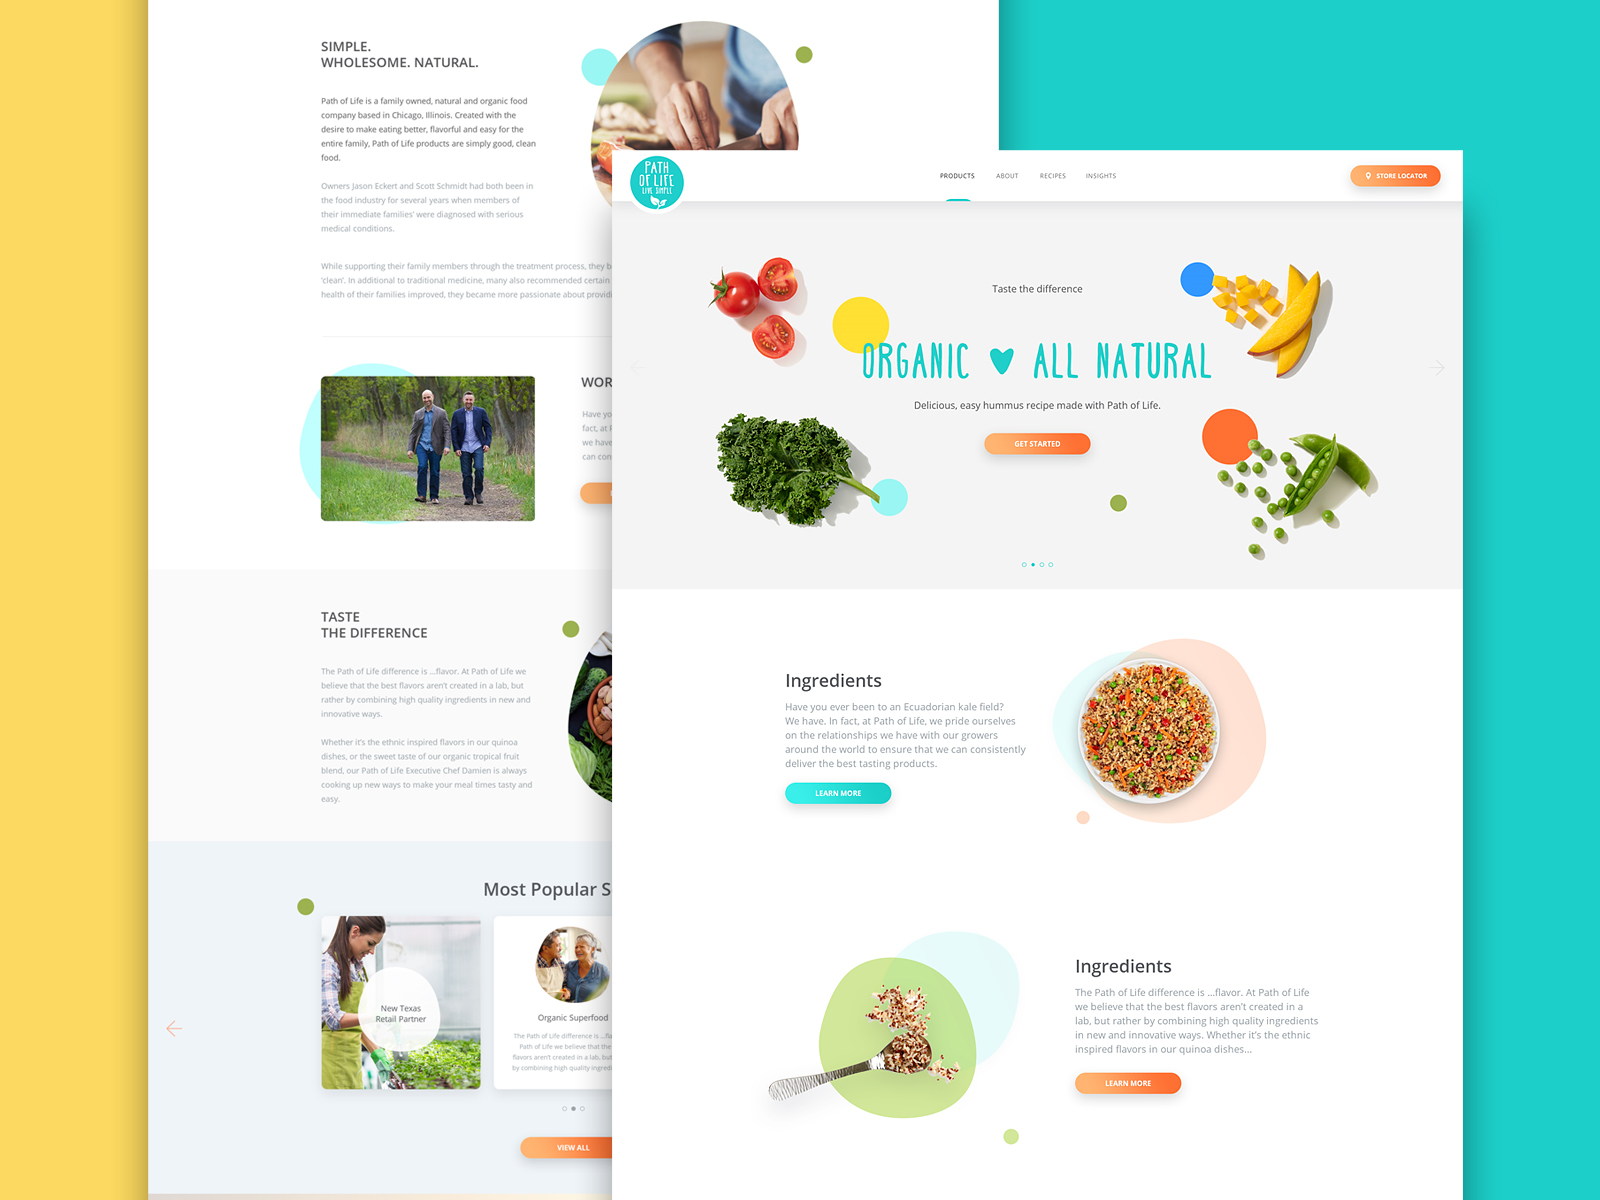 SIMPLE.
WHOLESOME. NATURAL.
Path of Life is a family owned, natural and organic food
company based in Chicago, Illinois. Created with the
desire to make eating better, flavorful and easy for the
entire family, Path of Life products are simply good, clean
food.
Owners Jason Eckert and Scott Schmidt had both been in
the food industry for several years when members of
their immediate families' were diagnosed with serious
medical conditions.
While supporting their family members through the treatment process, they b
'clean'. In additional to traditional medicine, many also recommended certain
health of their families improved, they became more passionate about providi
WOR
Have yo
fact, at P
we have
can con
TASTE
THE DIFFERENCE
The Path of Life difference is ...flavor. At Path of Life we
believe that the best flavors aren't created in a lab, but
rather by combining high quality ingredients in new and
innovative ways.
Whether it's the ethnic inspired flavors in our quinoa
dishes, or the sweet taste of our organic tropical fruit
blend, our Path of Life Executive Chef Damien is always
cooking up new ways to make your meal times tasty and
easy.
Most Popular S
New Texas
Retail Partner
Organic Superfood
The Path of Life difference is ...fla
Path of Life we believe that the
flavors aren't created in a lab, but
by combining high quality ingredi
VIEW ALL
PATH
OF LIFE
LIVE SIMPLE
PRODUCTS
ABOUT
RECIPES
INSIGHTS
STORE LOCATOR
Taste the difference
ORGANIC ♥ ALL NATURAL
Delicious, easy hummus recipe made with Path of Life.
GET STARTED
Ingredients
Have you ever been to an Ecuadorian kale field?
We have. In fact, at Path of Life, we pride ourselves
on the relationships we have with our growers
around the world to ensure that we can consistently
deliver the best tasting products.
LEARN MORE
Ingredients
The Path of Life difference is ...flavor. At Path of Life
we believe that the best flavors aren't created in a
lab, but rather by combining high quality ingredients
in new and innovative ways. Whether it's the ethnic
inspired flavors in our quinoa dishes...
LEARN MORE